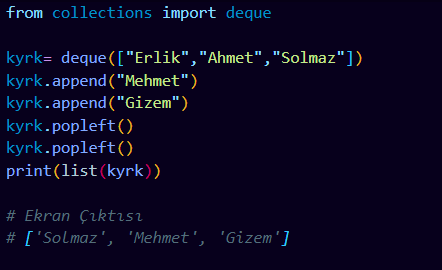 from collections import deque
kyrk= deque(["Erlik","Ahmet","Solmaz"])
kyrk.append("Mehmet")
kyrk.append("Gizem")
kyrk.popleft()
kyrk.popleft()
print(list(kyrk))
# Ekran Çıktısı
# ['Solmaz', 'Mehmet', 'Gizem']